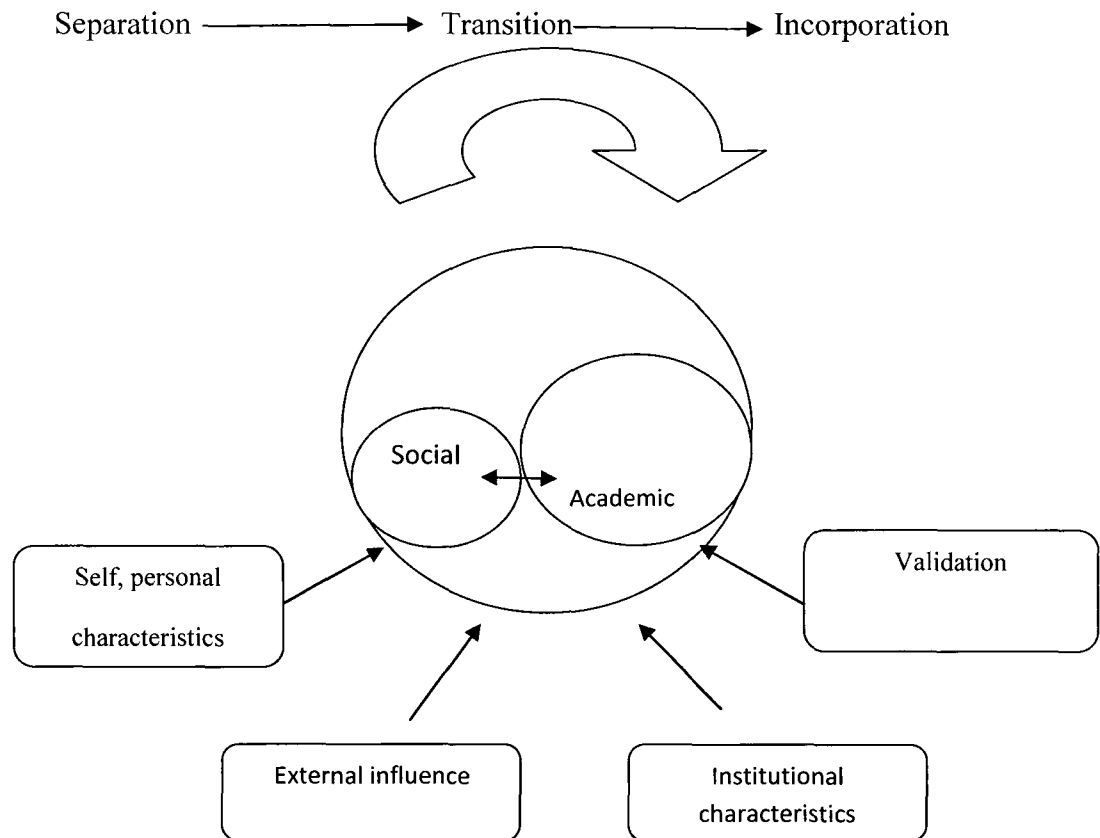 Separation Transition Incorporation
Social
Academic
Self, personal
characteristics
Validation
External influence
Institutional
characteristics